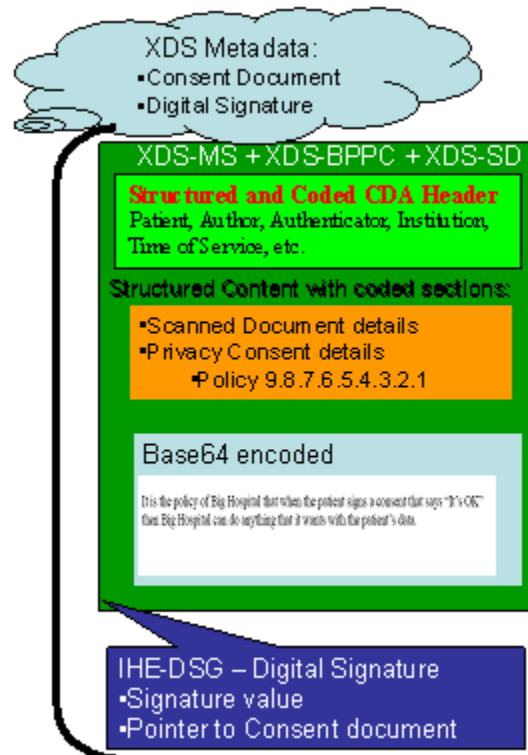 XDS Metadata:
▪Consent Document
▪Digital Signature
XDS-MS + XDS-BPPC + XDS-SD
Structured and Coded CDA Header
Patient, Author, Authenticator, Institution,
Time of Service, etc.
Structured Content with coded sections:
▪Scanned Document details
▪Privacy Consent details
▪Policy 9.8.7.6.5.4.3.2.1
Base64 encoded
It is the policy of Big Hospital that when the patient signs a consent that says "It's OK"
then Big Hospital can do anything that it wants with the patient's data.
IHE-DSG – Digital Signature
▪Signature value
▪Pointer to Consent document